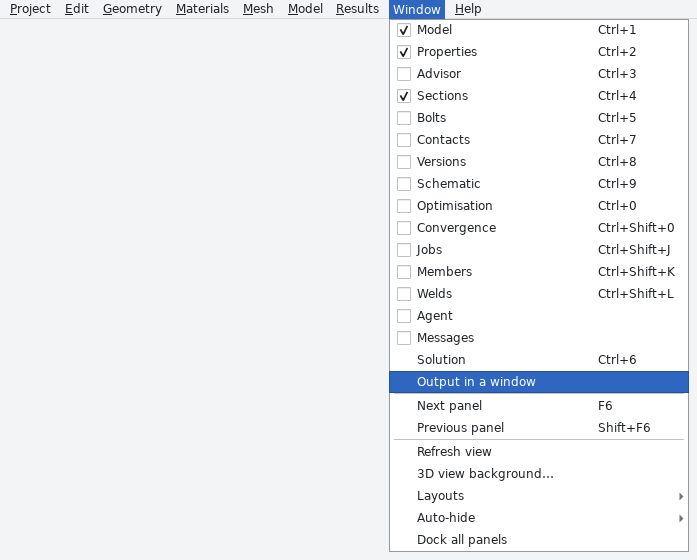 Project Edit Geometry Materials Mesh Model Results Window Help
Model Ctrl+1
Properties Ctrl+2
Advisor Ctrl+3
Sections Ctrl+4
Bolts Ctrl+5
Contacts Ctrl+7
Versions Ctrl+8
Schematic Ctrl+9
Optimisation Ctrl+0
Convergence Ctrl+Shift+0
Jobs Ctrl+Shift+J
Members Ctrl+Shift+K
Welds Ctrl+Shift+L
Agent
Messages
Solution Ctrl+6
Output in a window
Next panel F6
Previous panel Shift+F6
Refresh view
3D view background...
Layouts
Auto-hide
Dock all panels